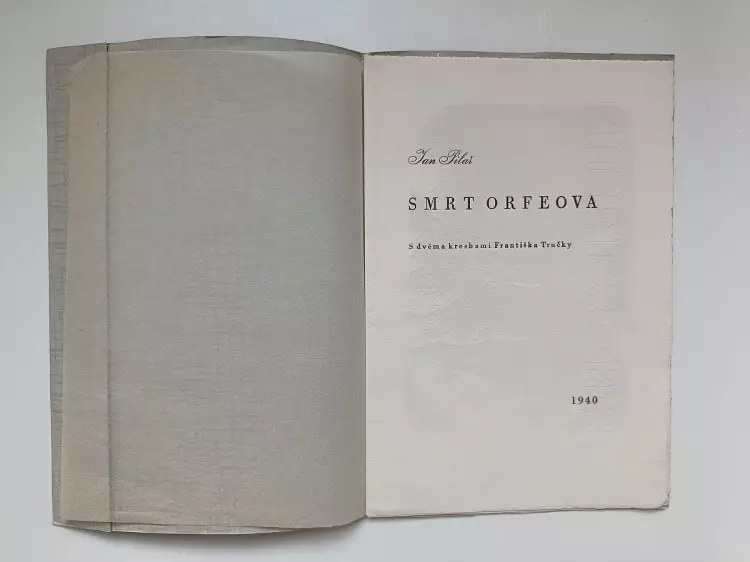 Jan Pilař
SMRT ORFEOVA
S dvěma kresbami Františka Tručky
1940